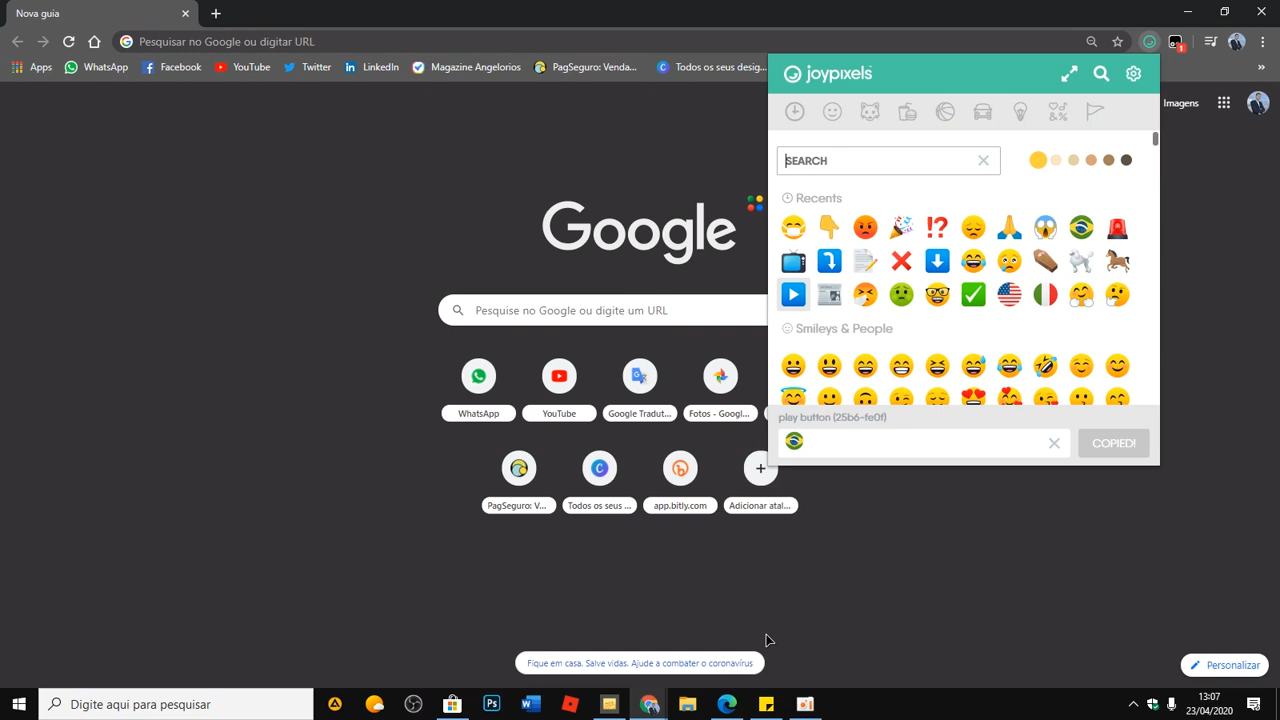 Nova guia
Pesquisar no Google ou digitar URL
1
Apps WhatsApp Facebook YouTube Twitter LinkedIn Magazine Angelorios PagSeguro: Venda... Todos os seus desig... »
joypixels
Imagens
SEARCH
Recents
Smileys & People
play button (25b6-fe0f)
COPIED!
Google
Pesquise no Google ou digite um URL
WhatsApp YouTube Google Tradut... Fotos - Googl...
PagSeguro: V... Todos os seus ... app.bitly.com Adicionar atal...
Fique em casa. Salve vidas. Ajude a combater o coronavírus
Personalizar
Digite aqui para pesquisar
13:07
23/04/2020